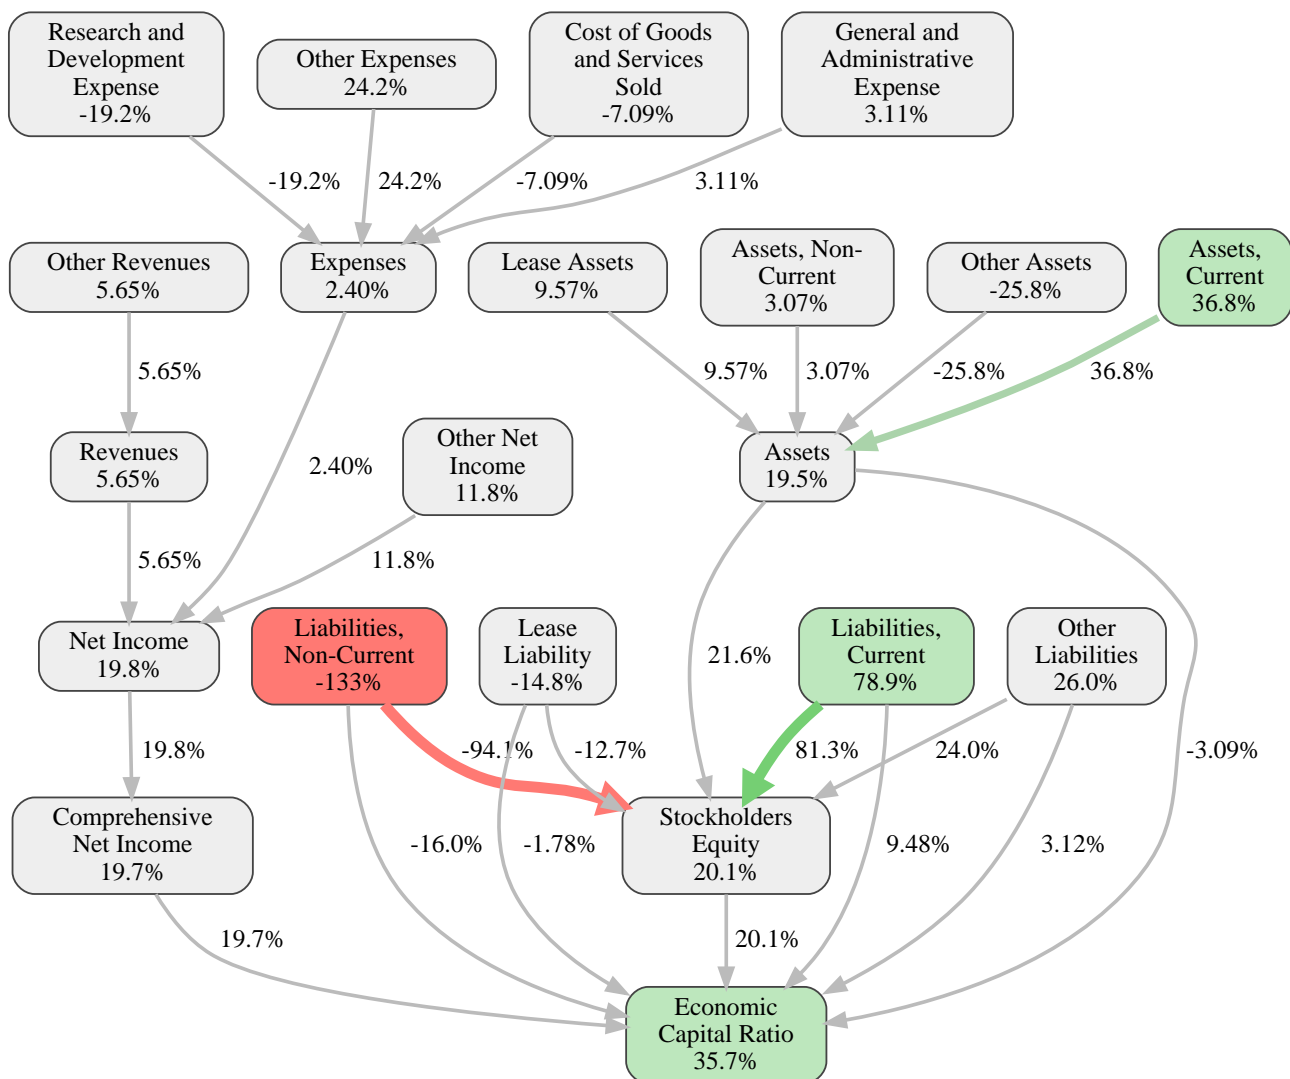 Research and
Development
Expense
-19.2%
Other Expenses
24.2%
Cost of Goods
and Services
Sold
-7.09%
General and
Administrative
Expense
3.11%
-19.2%
24.2%
-7.09%
3.11%
Other Revenues
5.65%
Expenses
2.40%
Lease Assets
9.57%
Assets, Non-
Current
3.07%
Other Assets
-25.8%
Assets,
Current
36.8%
5.65%
9.57%
3.07%
-25.8%
36.8%
Revenues
5.65%
2.40%
Other Net
Income
11.8%
Assets
19.5%
5.65%
11.8%
Net Income
19.8%
Liabilities,
Non-Current
-133%
Lease
Liability
-14.8%
21.6%
Liabilities,
Current
78.9%
Other
Liabilities
26.0%
19.8%
-94.1%
-12.7%
81.3%
24.0%
-3.09%
Comprehensive
Net Income
19.7%
-16.0%
-1.78%
Stockholders
Equity
20.1%
9.48%
3.12%
19.7%
20.1%
Economic
Capital Ratio
35.7%